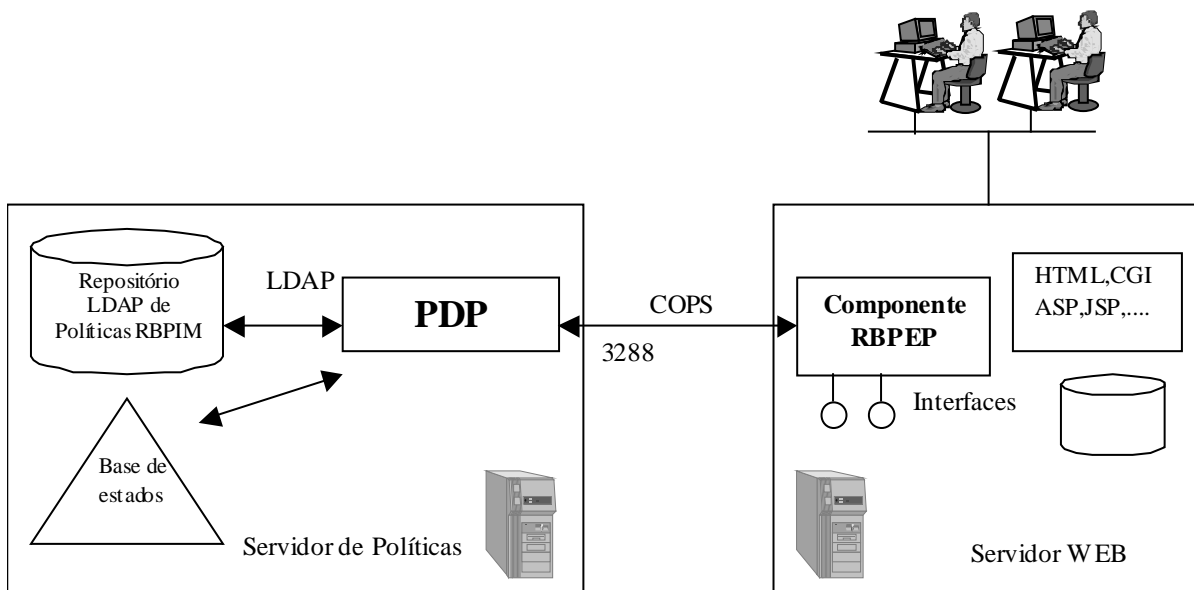 Repositório
LDAP de
Políticas RBPIM
LDAP
PDP
COPS
3288
Componente
RBPEP
HTML,CGI
ASP,JSP,....
Interfaces
Base de
estados
Servidor de Políticas
Servidor WEB